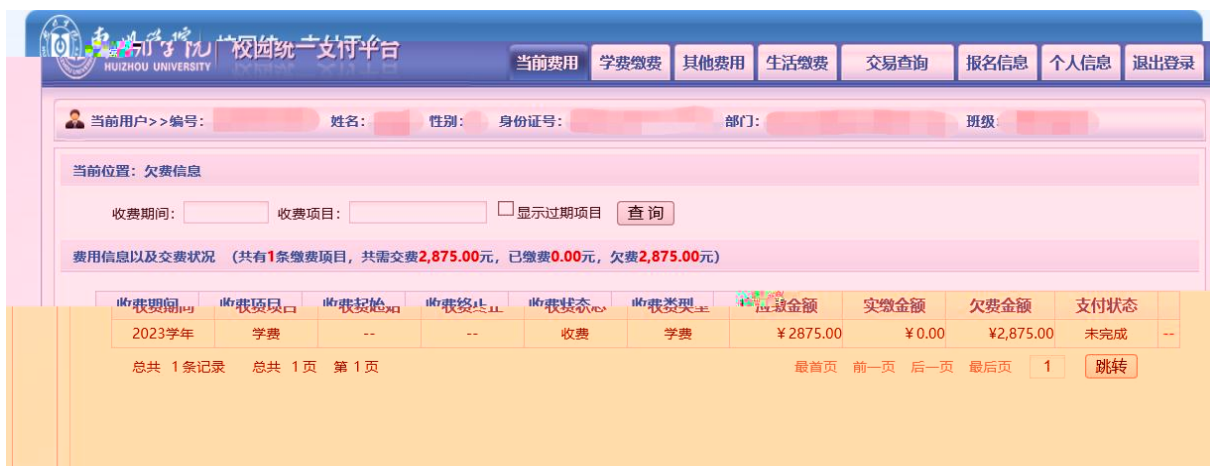 校园统一支付平台
HUIZHOU UNIVERSITY
当前费用 学费缴费 其他费用 生活缴费 交易查询 报名信息 个人信息 退出登录
当前用户>>编号: 姓名: 性别: 身份证号: 部门: 班级:
当前位置: 欠费信息
收费期间: 收费项目: 显示过期项目 查 询
费用信息以及交费状况 (共有1条缴费项目, 共需交费2,875.00元, 已缴费0.00元, 欠费2,875.00元)
收费期间 收费项目 收费起始 收费终止 收费状态 收费类型 应缴金额 实缴金额 欠费金额 支付状态
2023学年 学费 -- -- 收费 学费 ¥2875.00 ¥0.00 ¥2,875.00 未完成 --
总共 1条记录 总共 1页 第1页 最首页 前一页 后一页 最后页 1 跳转